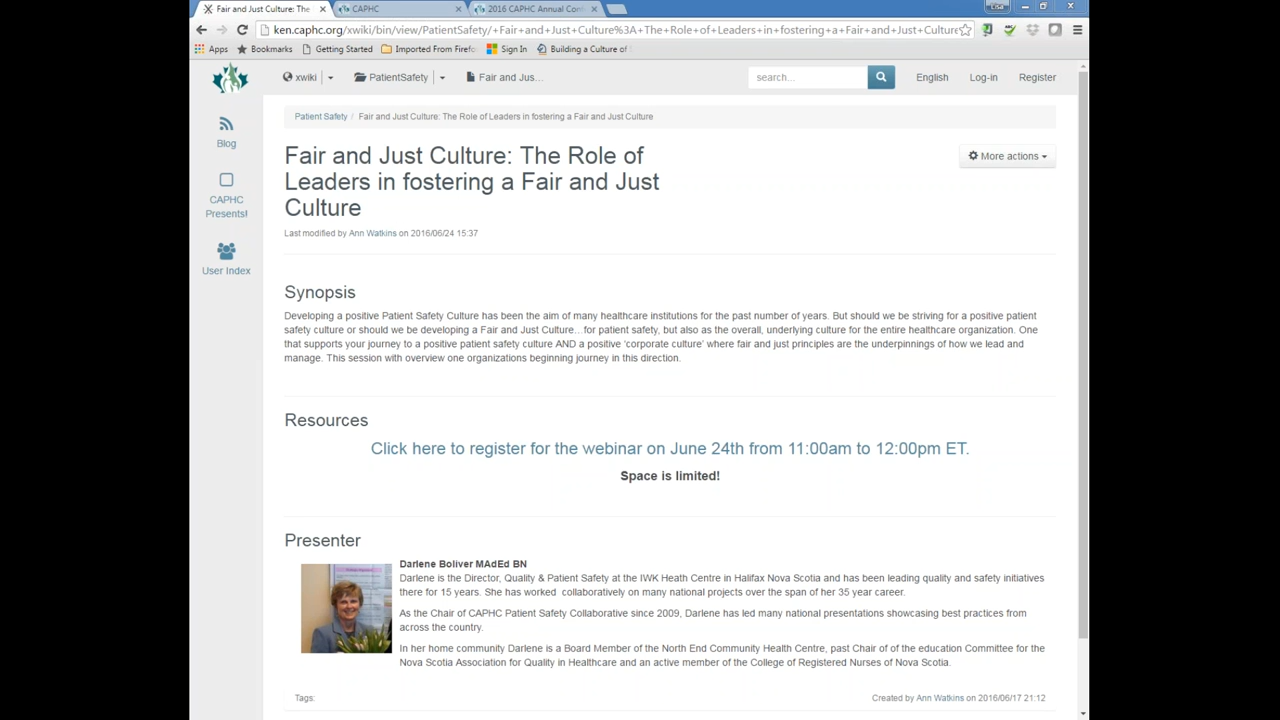 Fair and Just Culture: The
CAPHC
2016 CAPHC Annual Conf
ken.caphc.org/xwiki/bin/view/PatientSafety/+Fair+and+Just+Culture%3A+The+Role+of+Leaders+in+fostering+a+Fair+and+Just+Culture
Apps
Bookmarks
Getting Started
Imported From Firefo
Sign In
Building a Culture of
xwiki
PatientSafety
Fair and Jus...
search...
English
Log-in
Register
Blog
CAPHC
Presents!
User Index
Patient Safety / Fair and Just Culture: The Role of Leaders in fostering a Fair and Just Culture
Fair and Just Culture: The Role of
Leaders in fostering a Fair and Just
Culture
More actions
Last modified by Ann Watkins on 2016/06/24 15:37
Synopsis
Developing a positive Patient Safety Culture has been the aim of many healthcare institutions for the past number of years. But should we be striving for a positive patient
safety culture or should we be developing a Fair and Just Culture... for patient safety, but also as the overall, underlying culture for the entire healthcare organization. One
that supports your journey to a positive patient safety culture AND a positive 'corporate culture' where fair and just principles are the underpinnings of how we lead and
manage. This session with overview one organizations beginning journey in this direction.
Resources
Click here to register for the webinar on June 24th from 11:00am to 12:00pm ET.
Space is limited!
Presenter
Darlene Boliver MAdEd BN
Darlene is the Director, Quality & Patient Safety at the IWK Heath Centre in Halifax Nova Scotia and has been leading quality and safety initiatives
there for 15 years. She has worked collaboratively on many national projects over the span of her 35 year career.
As the Chair of CAPHC Patient Safety Collaborative since 2009, Darlene has led many national presentations showcasing best practices from
across the country.
In her home community Darlene is a Board Member of the North End Community Health Centre, past Chair of of the education Committee for the
Nova Scotia Association for Quality in Healthcare and an active member of the College of Registered Nurses of Nova Scotia.
Tags:
Created by Ann Watkins on 2016/06/17 21:12